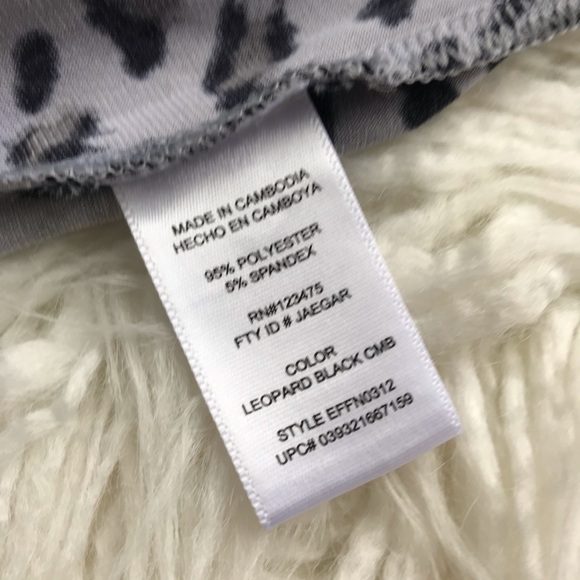 MADE IN CAMBODIA
HECHO EN CAMBOYA
95% POLYESTER
5% SPANDEX
RN#123475
FTY ID # JAEGAR
COLOR
LEOPARD BLACK CMB
STYLE EFFN0312
UPC# 039321667159